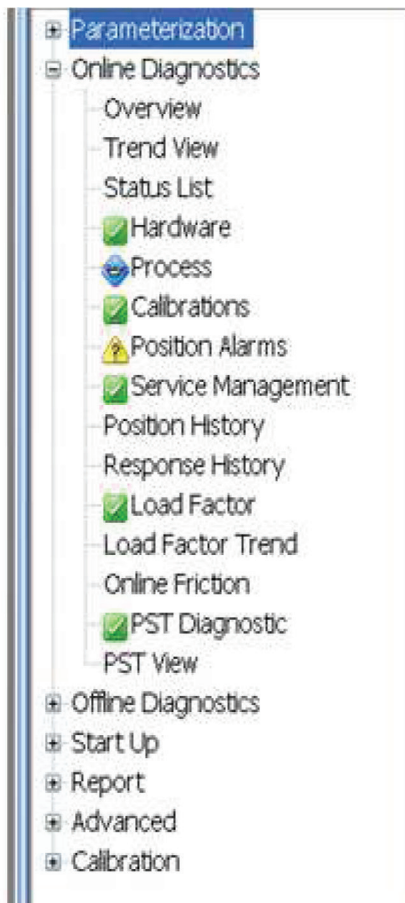 Parameterization
Online Diagnostics
Overview
Trend View
Status List
Hardware
Process
Calibrations
Position Alarms
Service Management
Position History
Response History
Load Factor
Load Factor Trend
Online Friction
PST Diagnostic
PST View
Offline Diagnostics
Start Up
Report
Advanced
Calibration